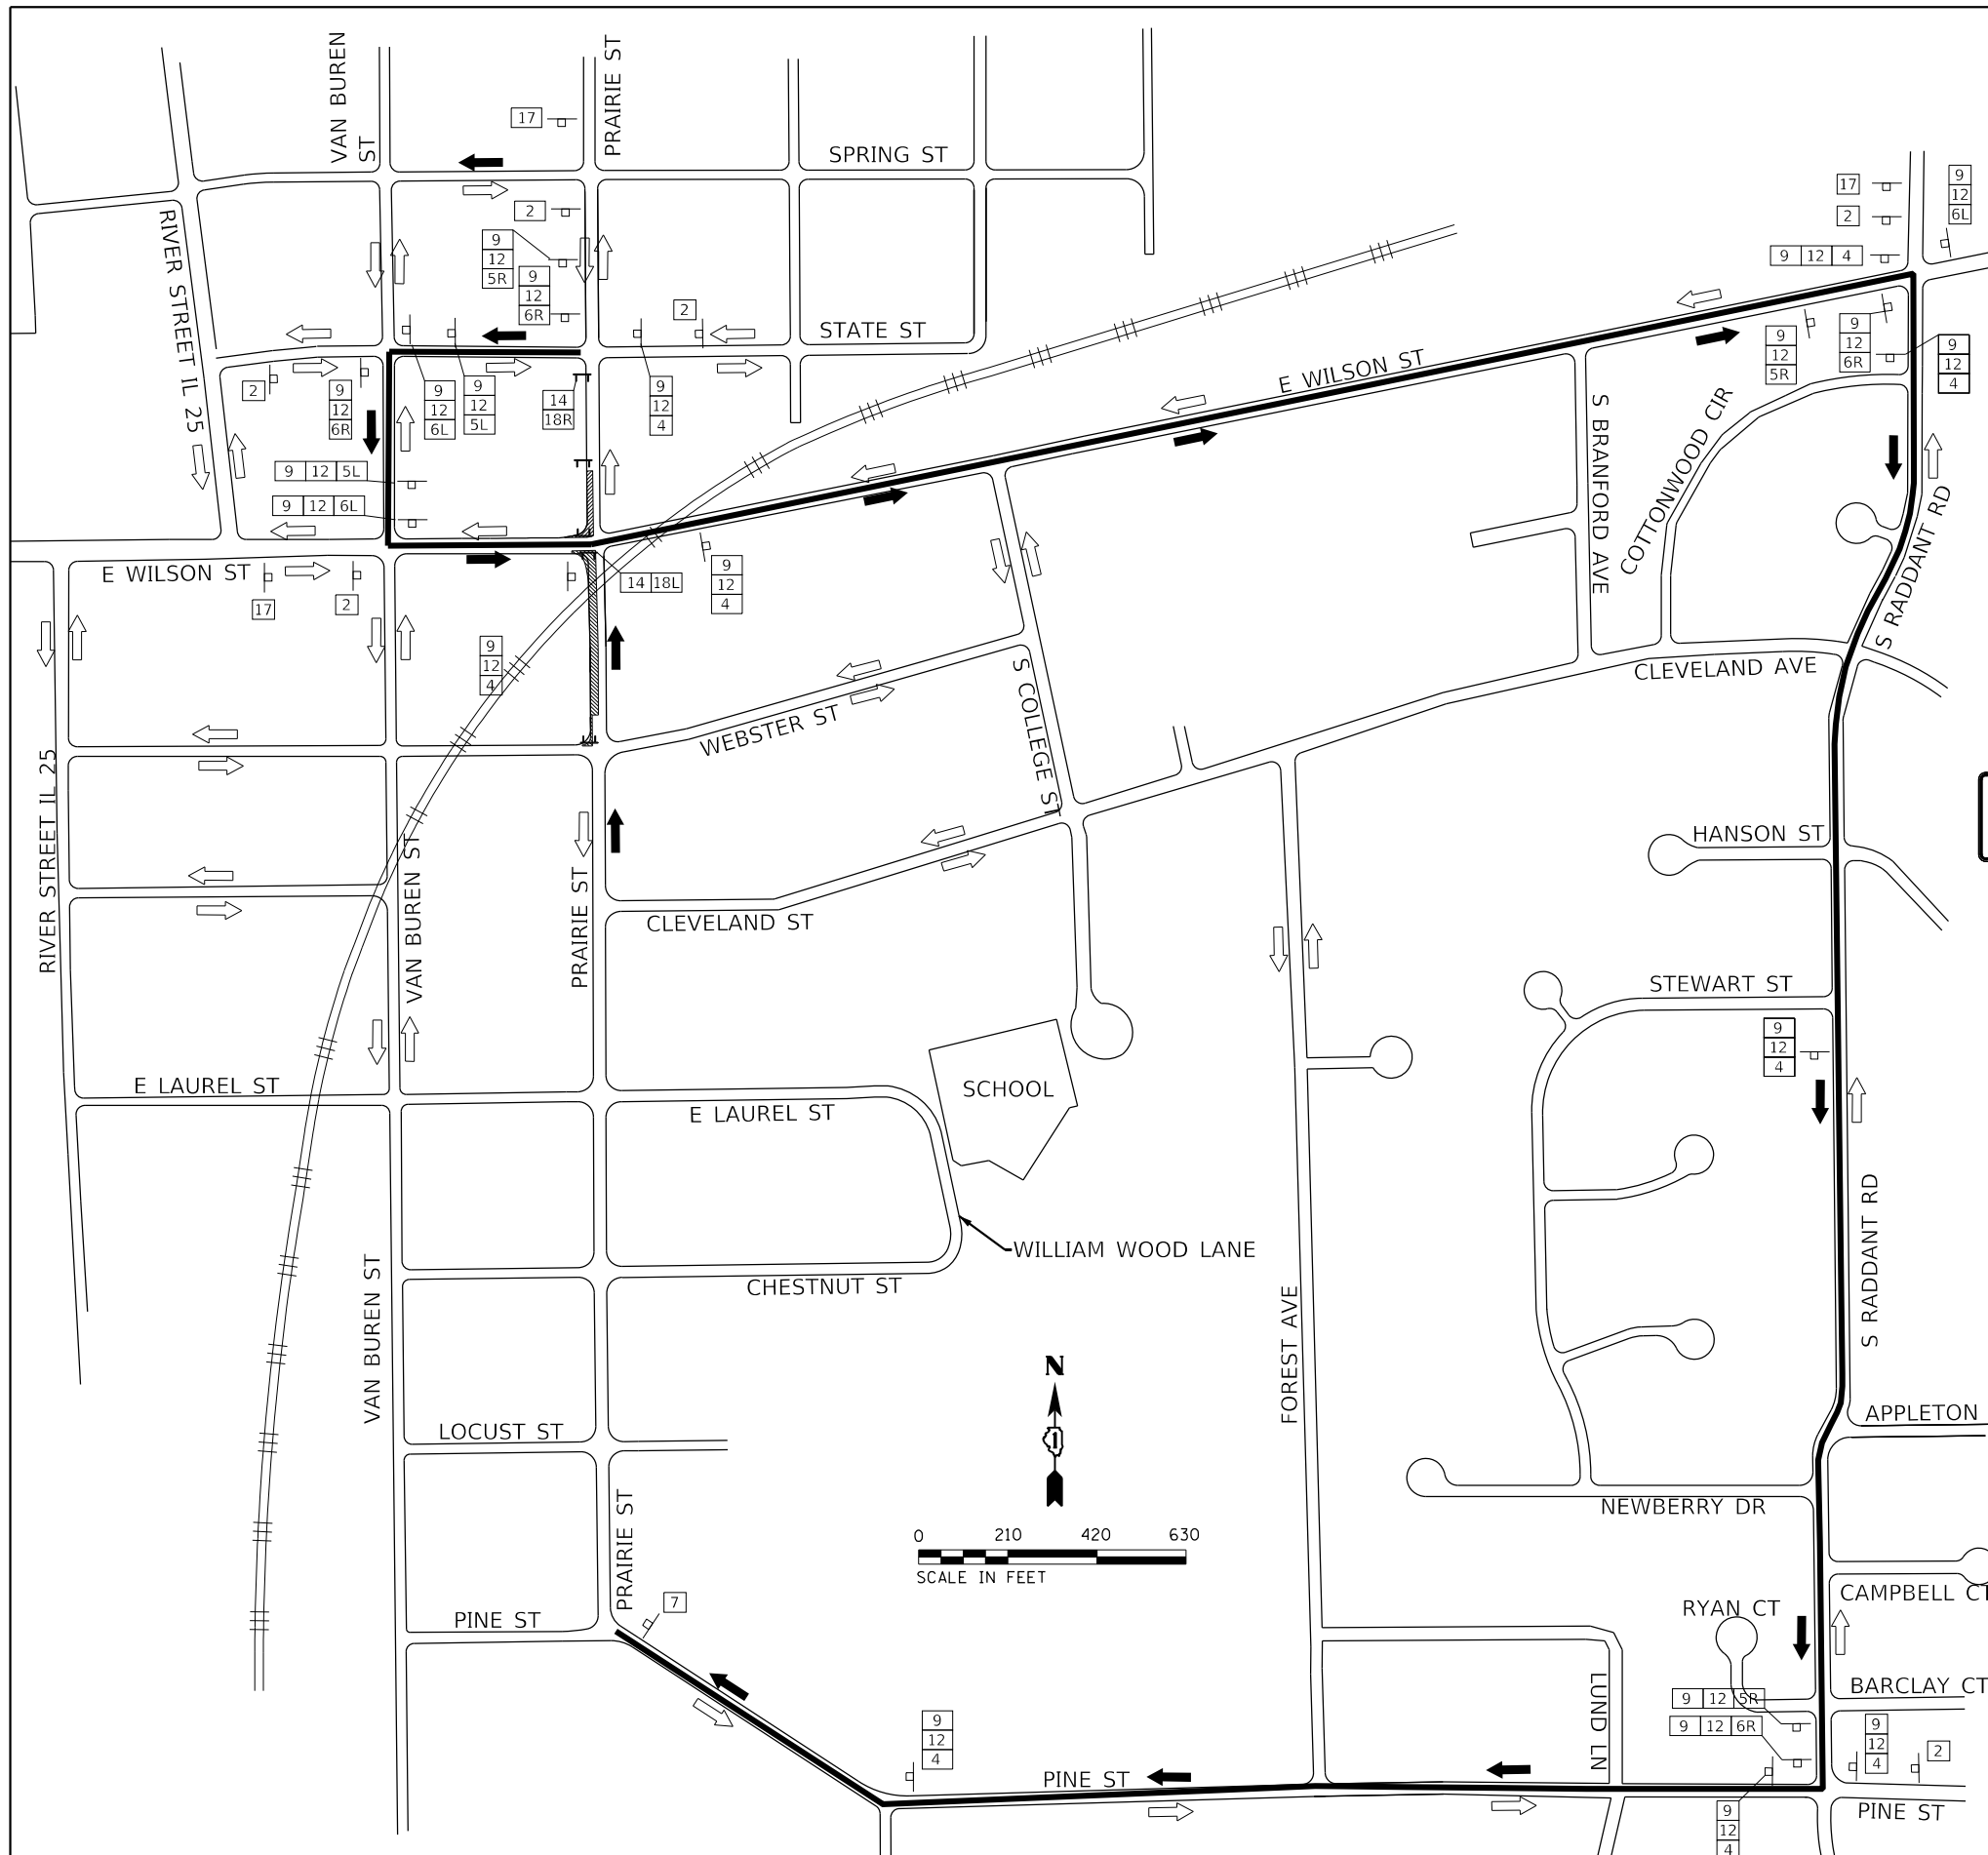 VAN BUREN
ST
PRAIRIE ST
17
SPRING ST
2
9
12
5R
9
12
6R
17
2
9 12 4
9
12
6L
RIVER STREET IL 25
2
STATE ST
E WILSON ST
9
12
5R
9
12
6R
9
12
4
2
9
12
6R
9
12
6L
9
12
5L
14
18R
9
12
4
S BRANFORD AVE
COTTONWOOD CIR
9 12 5L
9 12 6L
S RADDANT RD
E WILSON ST
17
2
14 18L
9
12
4
9
12
4
WEBSTER ST
S COLLEGE ST
CLEVELAND AVE
RIVER STREET IL 25
VAN BUREN ST
PRAIRIE ST
CLEVELAND ST
HANSON ST
STEWART ST
9
12
4
E LAUREL ST
E LAUREL ST
SCHOOL
WILLIAM WOOD LANE
CHESTNUT ST
VAN BUREN ST
FOREST AVE
S RADDANT RD
N
1
APPLETON
LOCUST ST
PRAIRIE ST
NEWBERRY DR
0 210 420 630
SCALE IN FEET
CAMPBELL CT
RYAN CT
PINE ST
7
LUND LN
BARCLAY CT
9 12 5R
9 12 6R
9
12
4
9
12
4
2
PINE ST
9
12
4
PINE ST